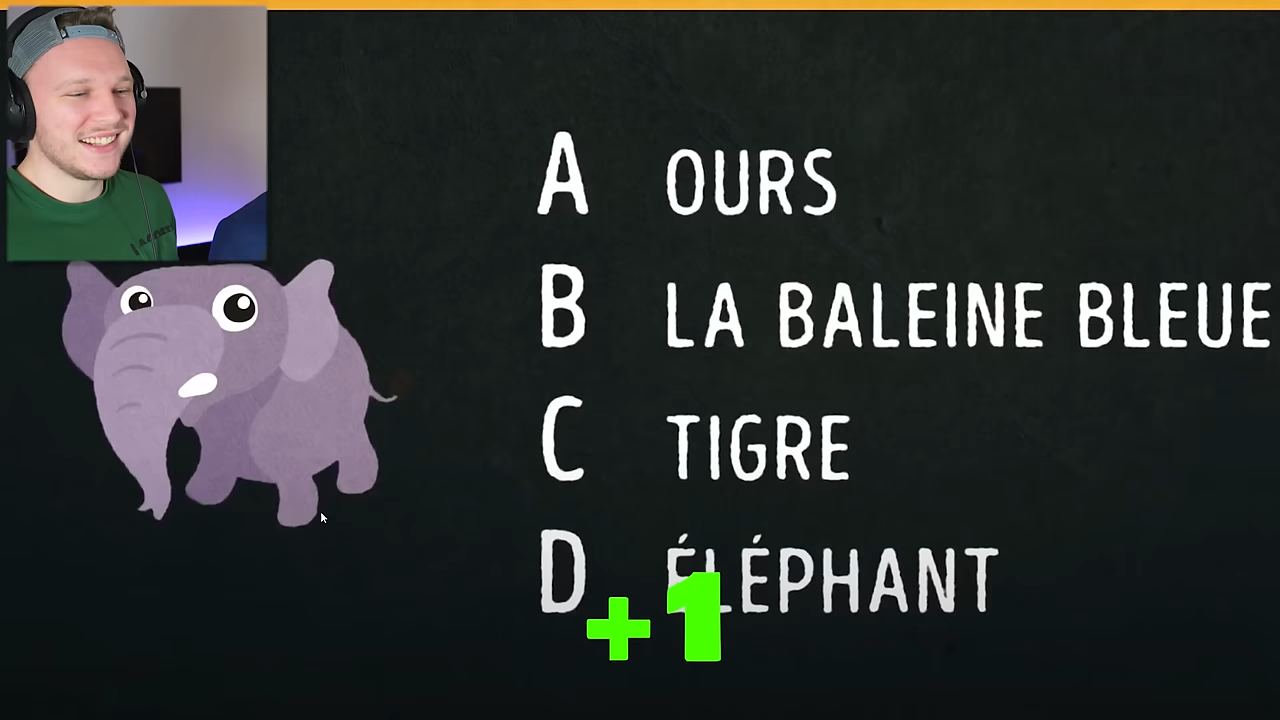 A OURS
B LA BALEINE BLEUE
C TIGRE
D ÉLÉPHANT
+1